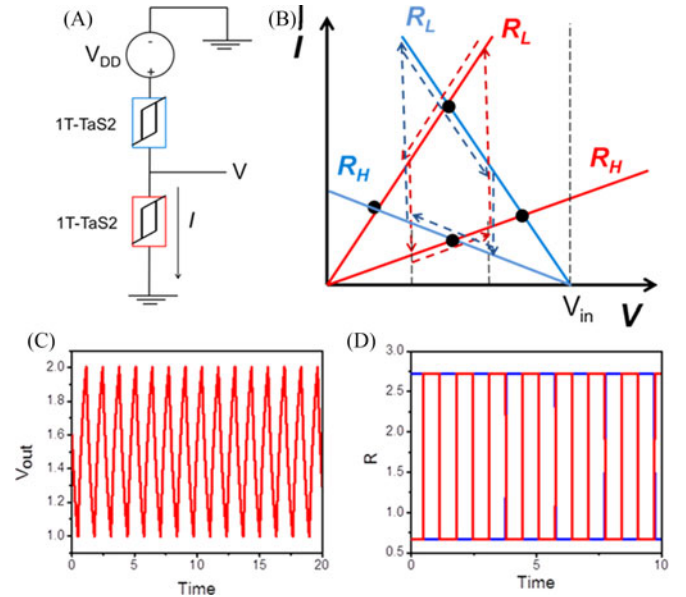 (A)
V_DD
-
+
1T-TaS2
V
1T-TaS2
I
(B)
I
R_L
R_L
R_H
R_H
V_in
V
(C)
2.0
1.8
1.6
1.4
1.2
1.0
Vout
0 5 10 15 20
Time
(D)
3.0
2.5
2.0
1.5
1.0
0.5
R
0 5 10
Time